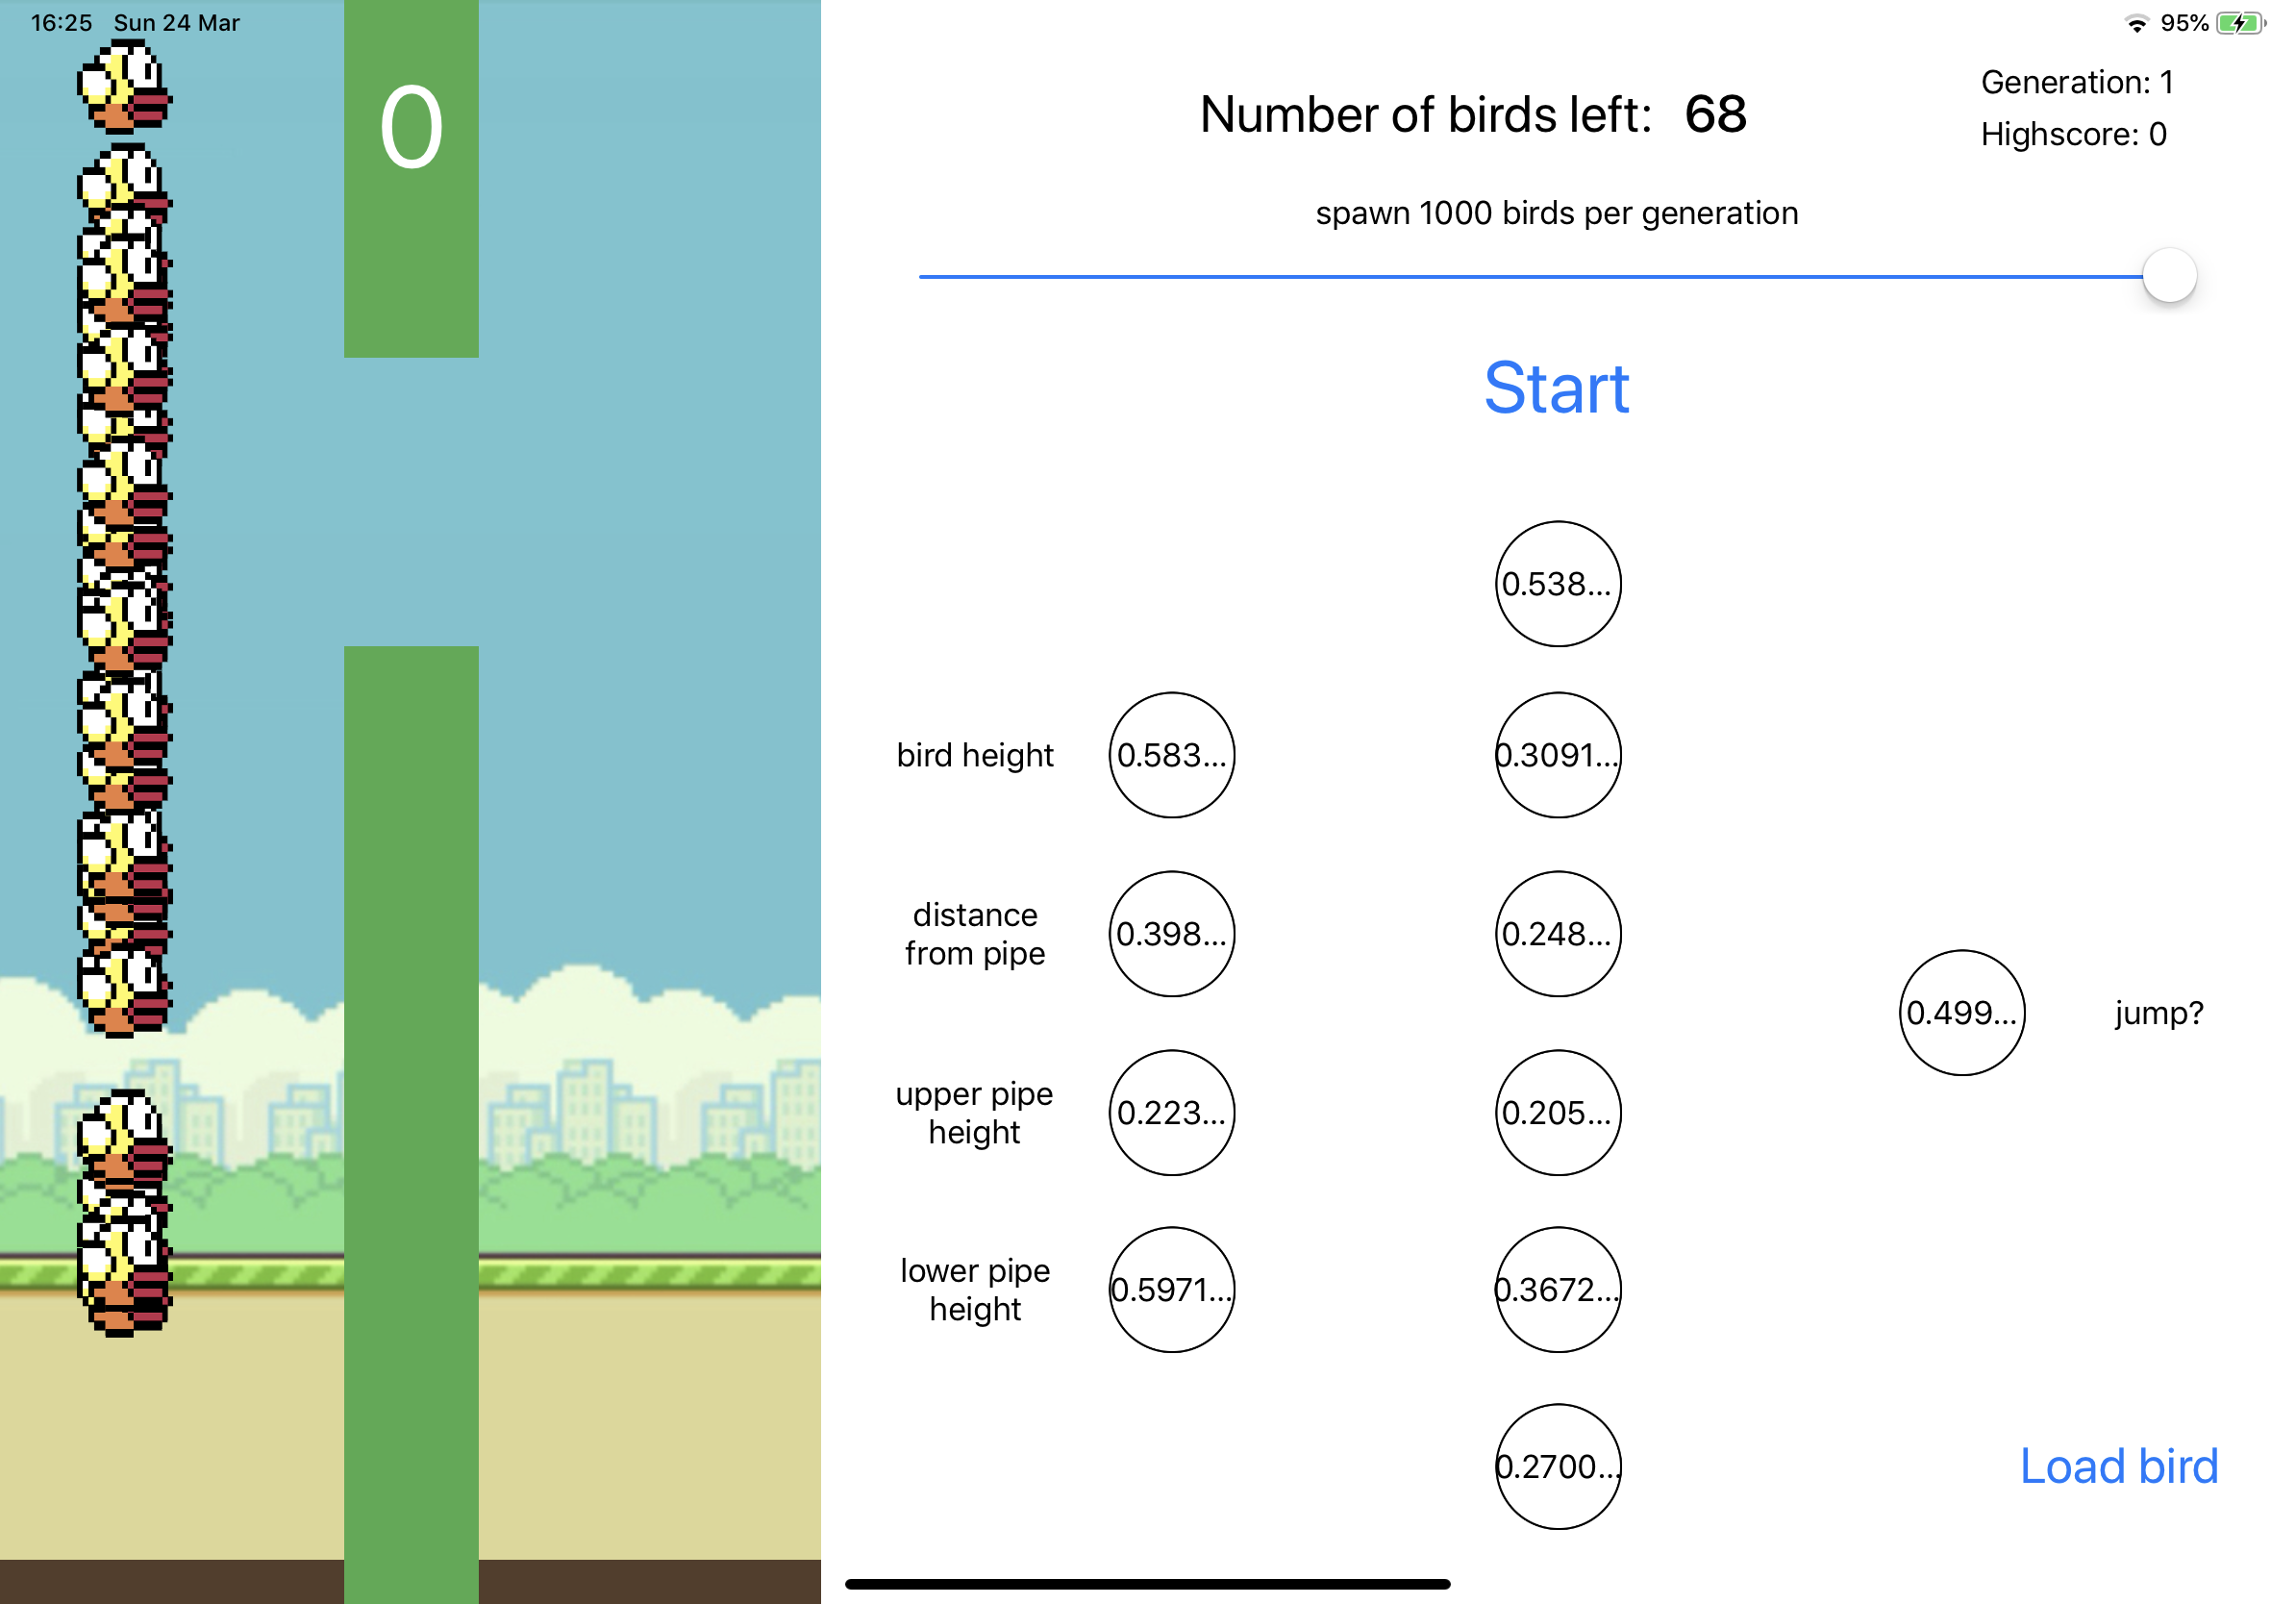 16:25 Sun 24 Mar
95%
0
Number of birds left: 68
Generation: 1
Highscore: 0
spawn 1000 birds per generation
Start
0.538...
bird height
0.583...
0.3091...
distance
from pipe
0.398...
0.248...
0.499...
jump?
upper pipe
height
0.223...
0.205...
lower pipe
height
0.5971...
0.3672...
0.2700...
Load bird